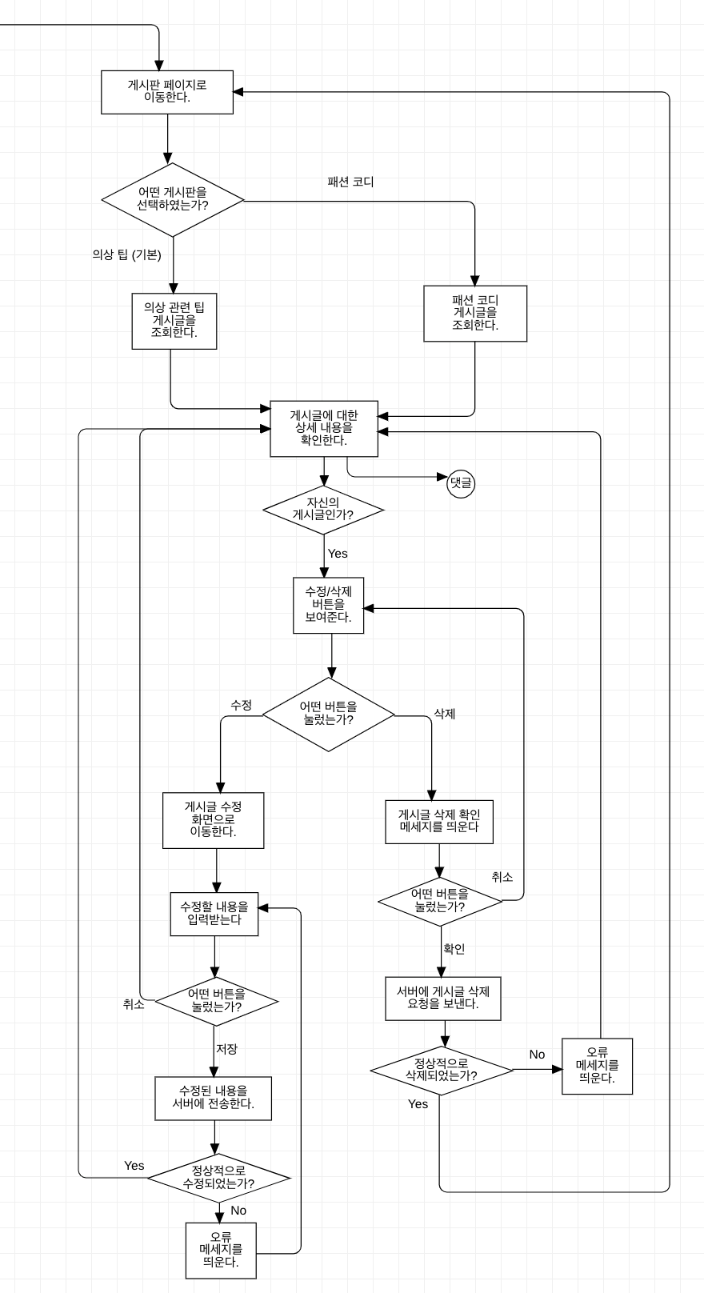 게시판 페이지로
이동한다.
어떤 게시판을
선택하였는가?
패션 코디
의상 팁 (기본)
의상 관련 팁
게시글을
조회한다.
패션 코디
게시글을
조회한다.
게시글에 대한
상세 내용을
확인한다.
댓글
자신의
게시글인가?
Yes
수정/삭제
버튼을
보여준다.
어떤 버튼을
눌렀는가?
수정
삭제
게시글 수정
화면으로
이동한다.
게시글 삭제 확인
메세지를 띄운다
수정할 내용을
입력받는다
어떤 버튼을
눌렀는가?
취소
확인
어떤 버튼을
눌렀는가?
취소
저장
서버에 게시글 삭제
요청을 보낸다.
정상적으로
삭제되었는가?
No
Yes
오류
메세지를
띄운다.
수정된 내용을
서버에 전송한다.
정상적으로
수정되었는가?
Yes
No
오류
메세지를
띄운다.